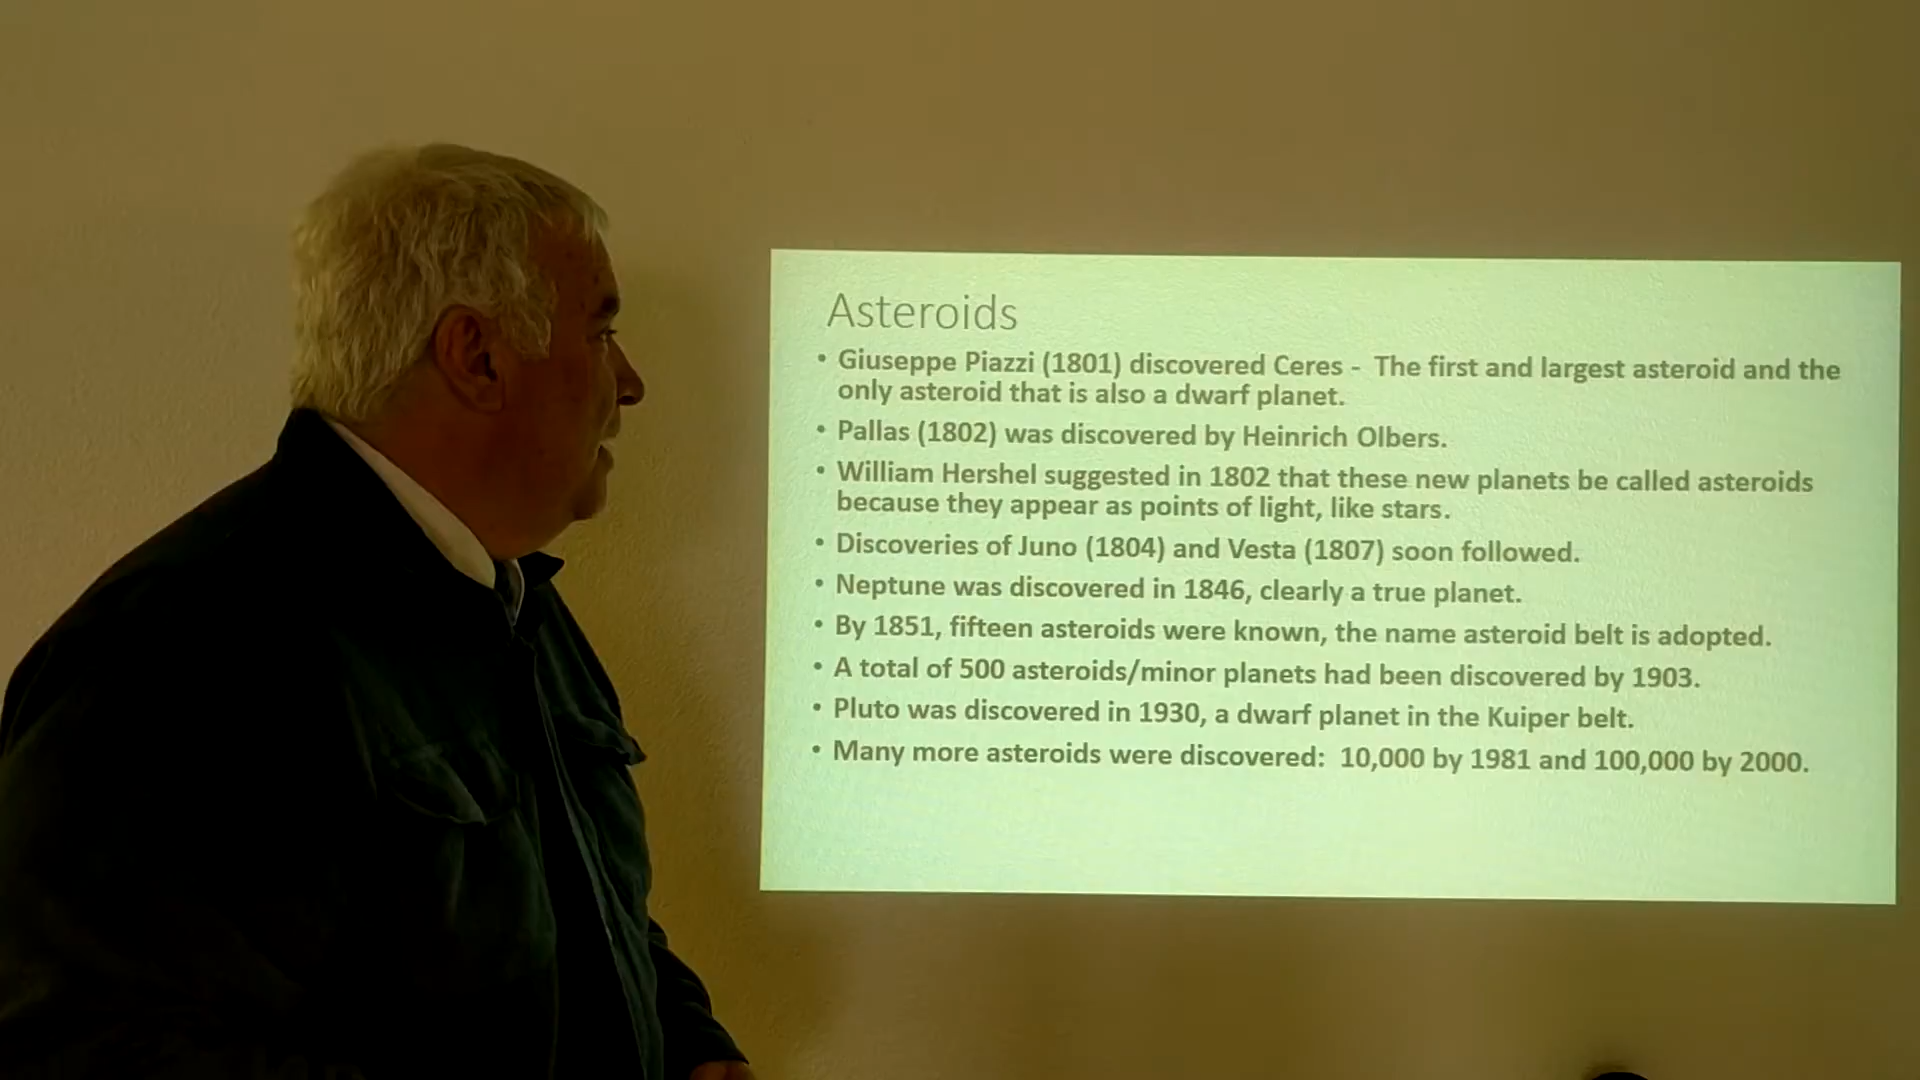 Asteroids
• Giuseppe Piazzi (1801) discovered Ceres - The first and largest asteroid and the
only asteroid that is also a dwarf planet.
• Pallas (1802) was discovered by Heinrich Olbers.
• William Hershel suggested in 1802 that these new planets be called asteroids
because they appear as points of light, like stars.
• Discoveries of Juno (1804) and Vesta (1807) soon followed.
• Neptune was discovered in 1846, clearly a true planet.
• By 1851, fifteen asteroids were known, the name asteroid belt is adopted.
• A total of 500 asteroids/minor planets had been discovered by 1903.
• Pluto was discovered in 1930, a dwarf planet in the Kuiper belt.
• Many more asteroids were discovered: 10,000 by 1981 and 100,000 by 2000.